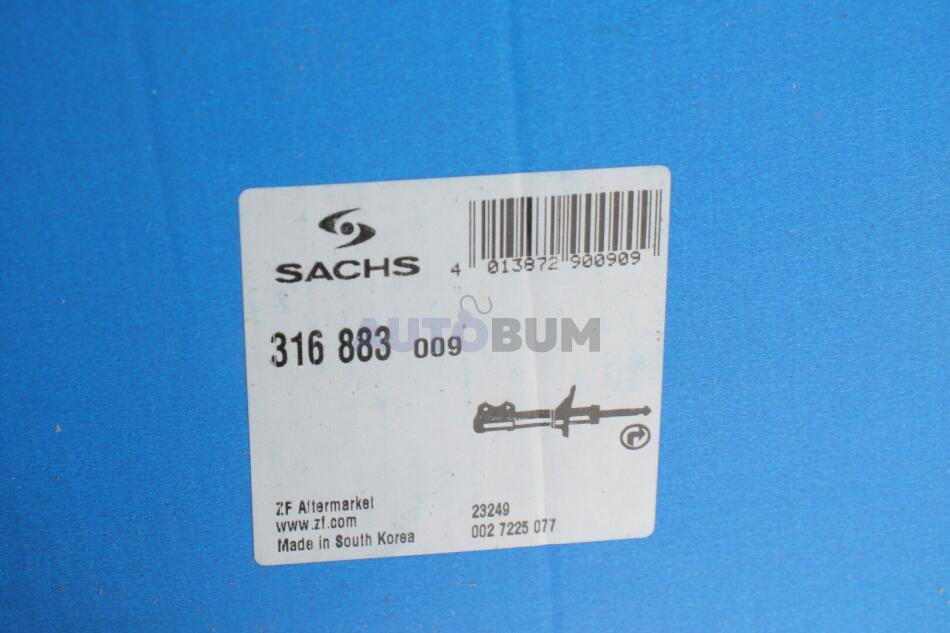 SACHS
4 013872 900909
316 883 009
AUTOBUM
ZF Aftermarket
www.zf.com
Made in South Korea
23249
002 7225 077